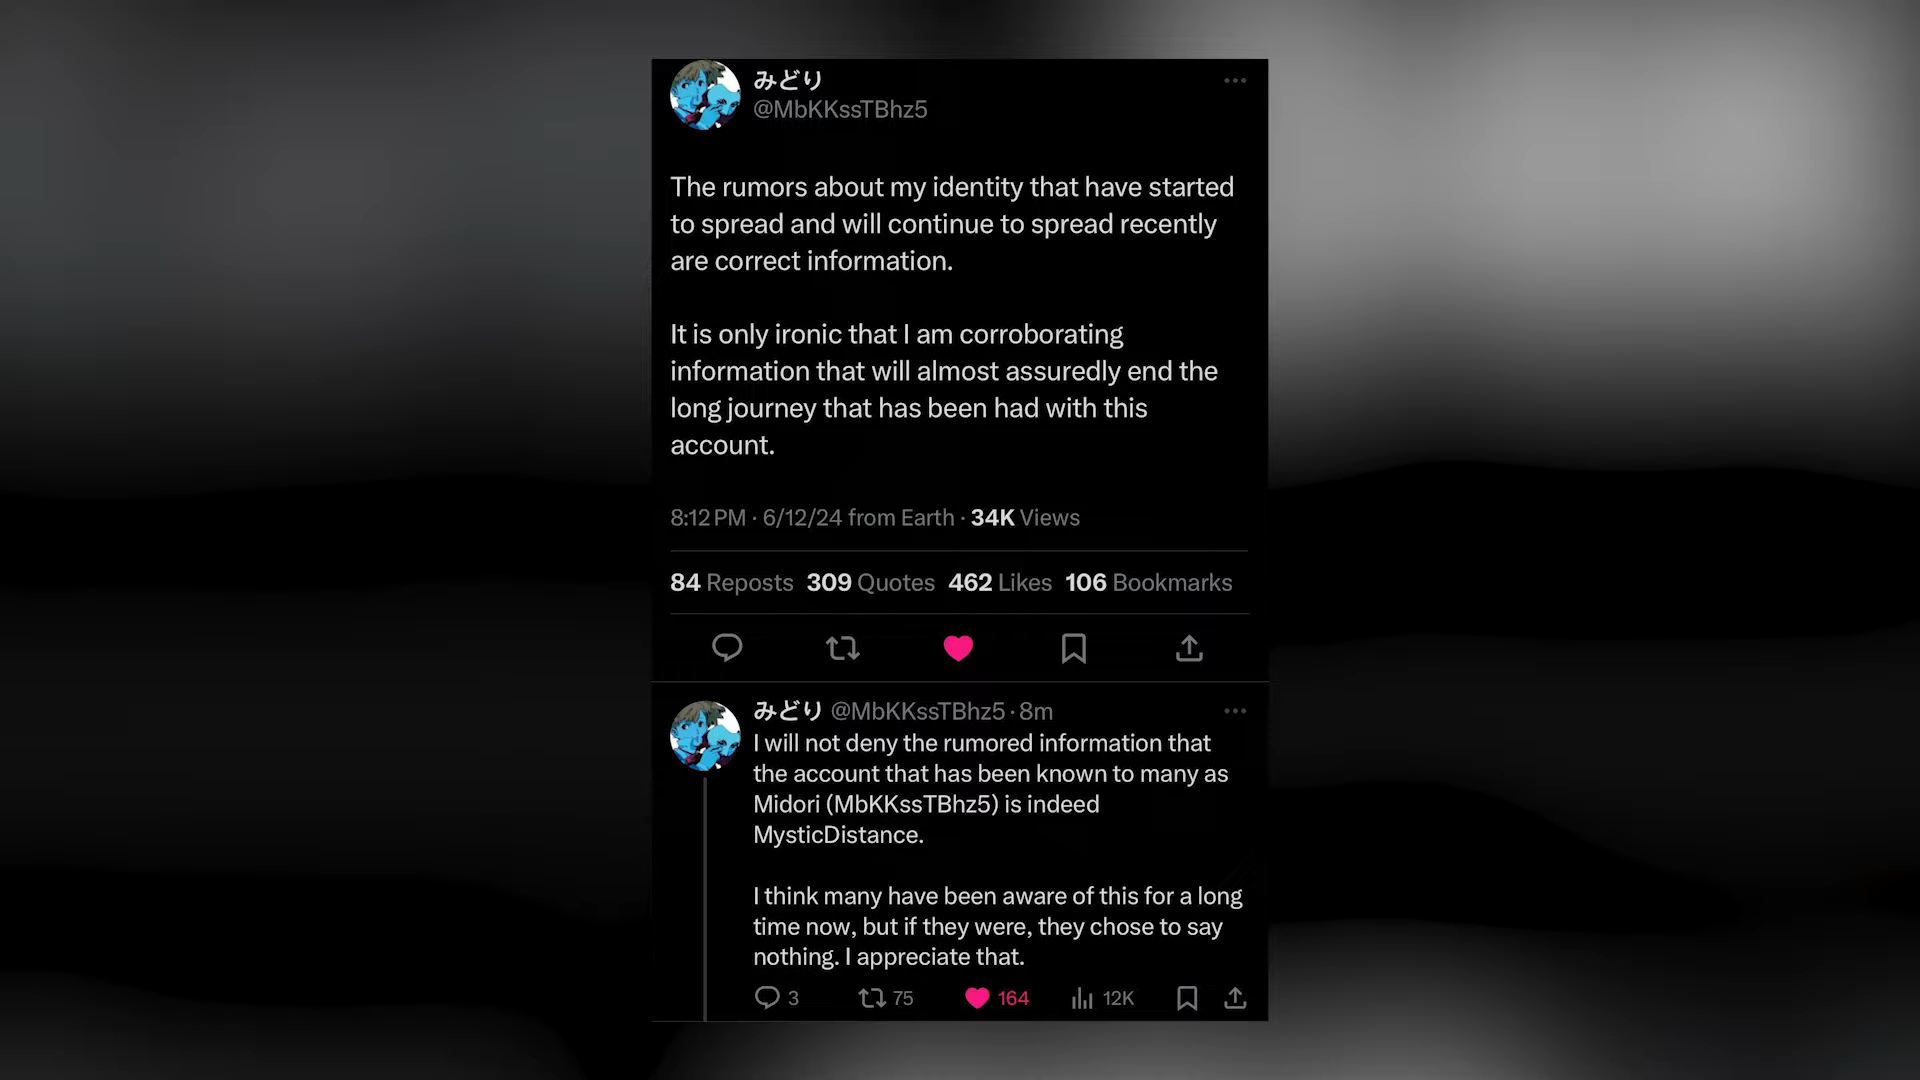 みどり
@MbKKssTBhz5
The rumors about my identity that have started
to spread and will continue to spread recently
are correct information.
It is only ironic that I am corroborating
information that will almost assuredly end the
long journey that has been had with this
account.
8:12 PM · 6/12/24 from Earth · 34K Views
84 Reposts 309 Quotes 462 Likes 106 Bookmarks
みどり @MbKKssTBhz5 · 8m
I will not deny the rumored information that
the account that has been known to many as
Midori (MbKKssTBhz5) is indeed
MysticDistance.
I think many have been aware of this for a long
time now, but if they were, they chose to say
nothing. I appreciate that.
3 75 164 12K